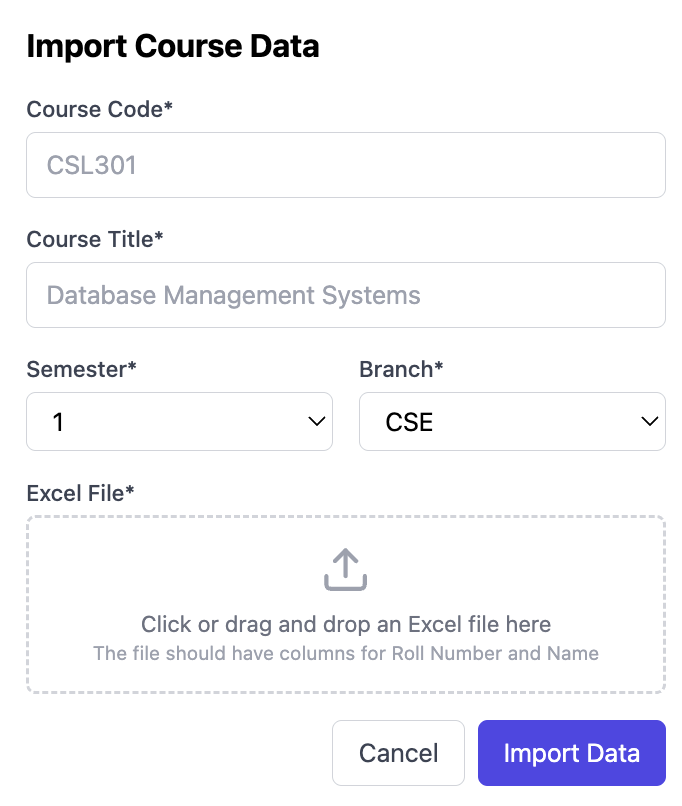 Import Course Data
Course Code*
CSL301
Course Title*
Database Management Systems
Semester* Branch*
1 CSE
Excel File*
Click or drag and drop an Excel file here
The file should have columns for Roll Number and Name
Cancel Import Data